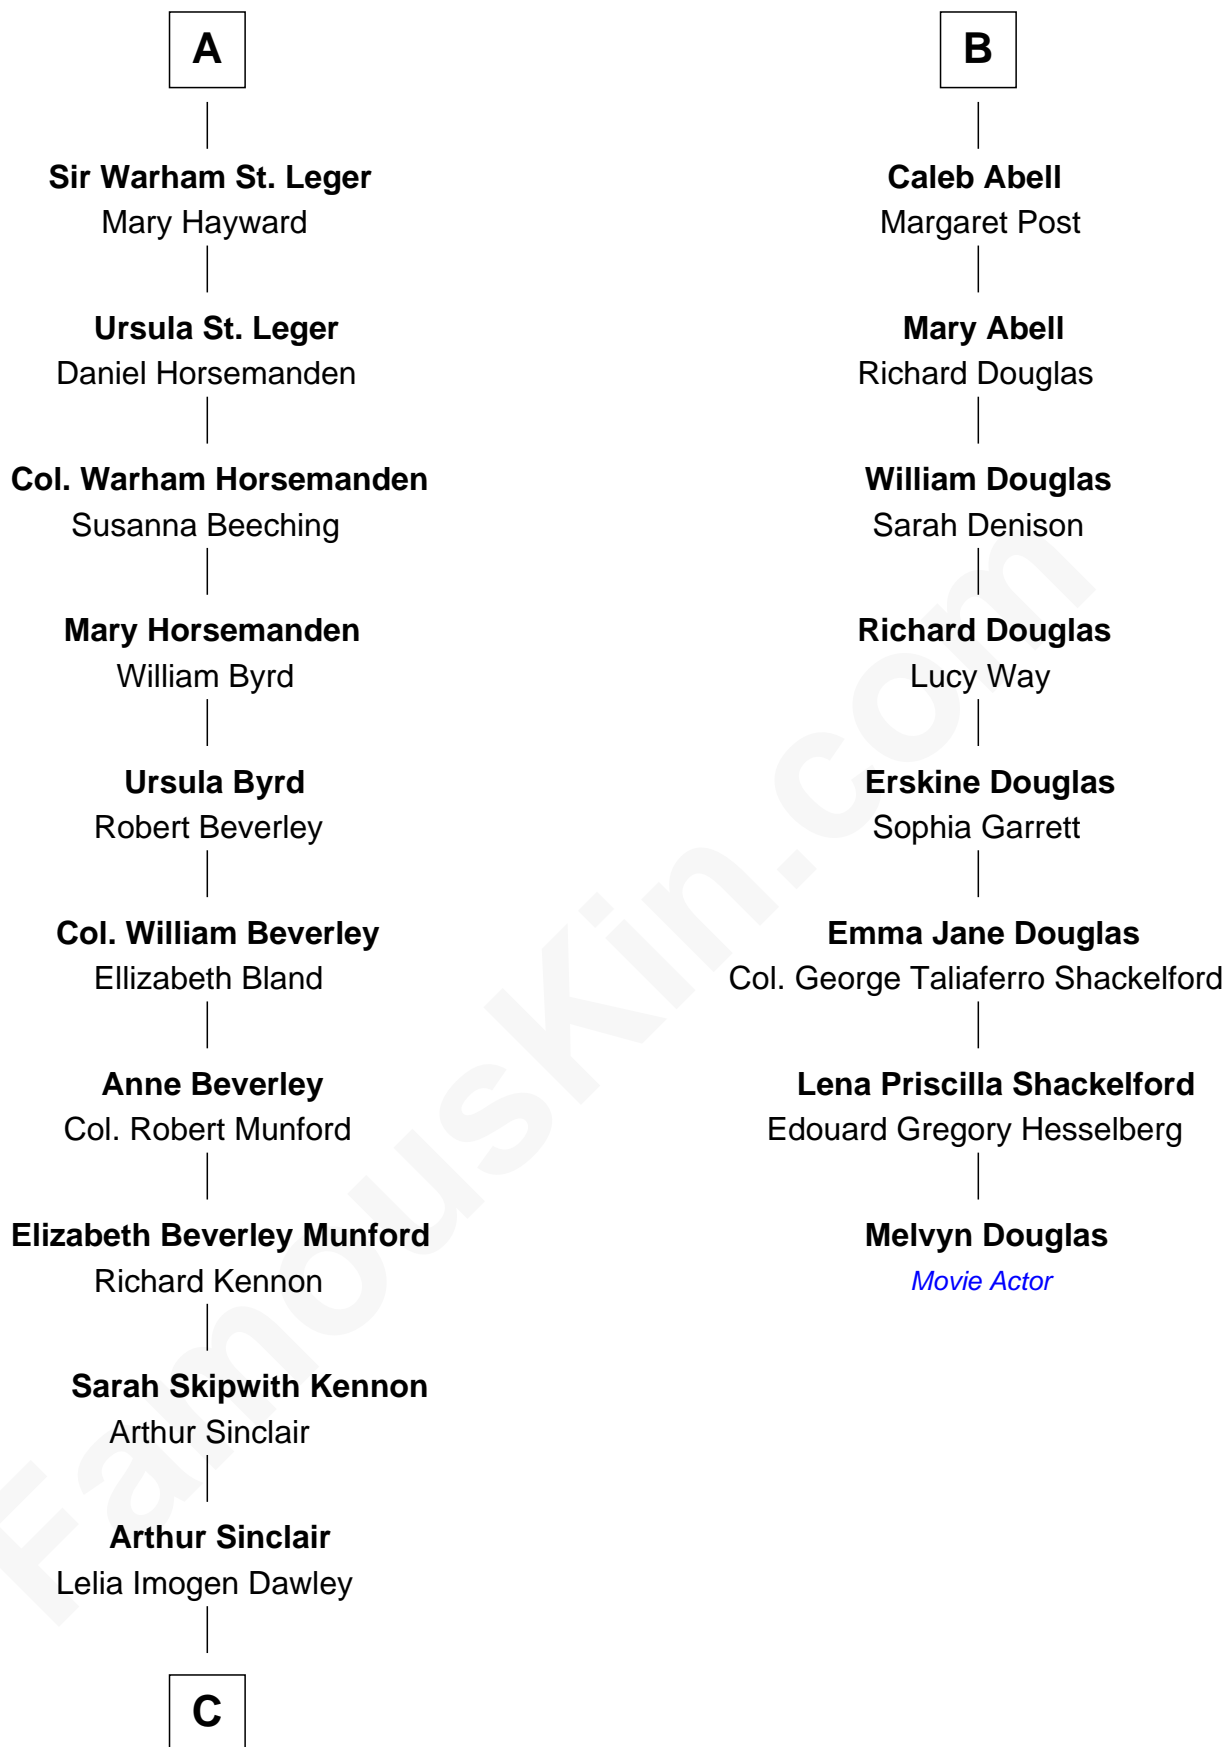 A
Sir Warham St. Leger
Mary Hayward
Ursula St. Leger
Daniel Horsemanden
Col. Warham Horsemanden
Susanna Beeching
Mary Horsemanden
William Byrd
Ursula Byrd
Robert Beverley
Col. William Beverley
Ellizabeth Bland
Anne Beverley
Col. Robert Munford
Elizabeth Beverley Munford
Richard Kennon
Sarah Skipwith Kennon
Arthur Sinclair
Arthur Sinclair
Lelia Imogen Dawley
C
B
Caleb Abell
Margaret Post
Mary Abell
Richard Douglas
William Douglas
Sarah Denison
Richard Douglas
Lucy Way
Erskine Douglas
Sophia Garrett
Emma Jane Douglas
Col. George Taliaferro Shackelford
Lena Priscilla Shackelford
Edouard Gregory Hesselberg
Melvyn Douglas
Movie Actor
FamousKin.com